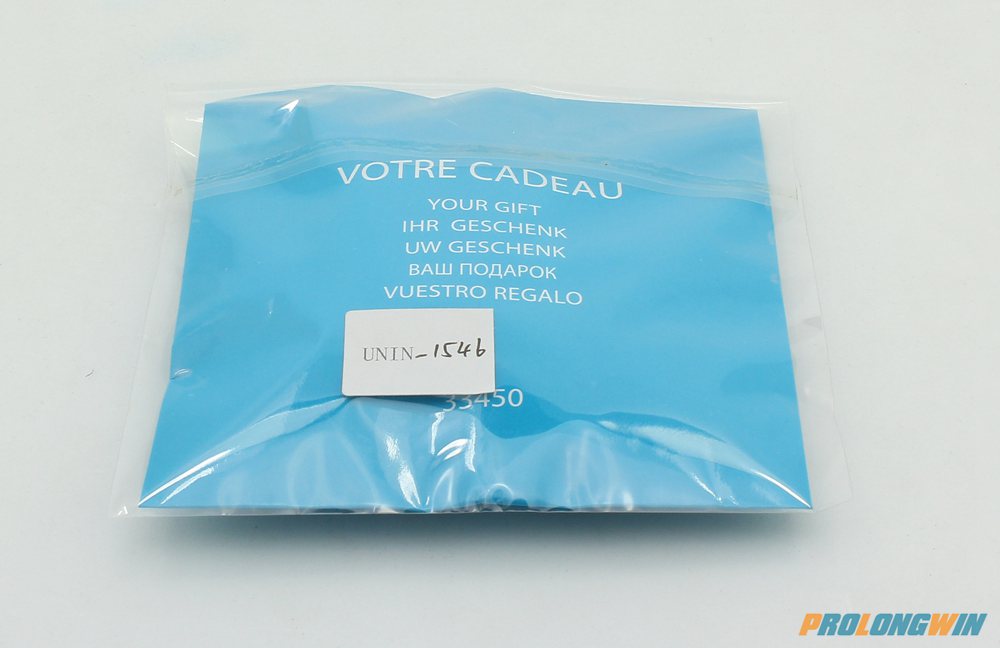 VOTRE CADEAU
YOUR GIFT
IHR GESCHENK
UW GESCHENK
ВАШ ПОДАРОК
VUESTRO REGALO
UNIN-1546
33450
PROLONGWIN